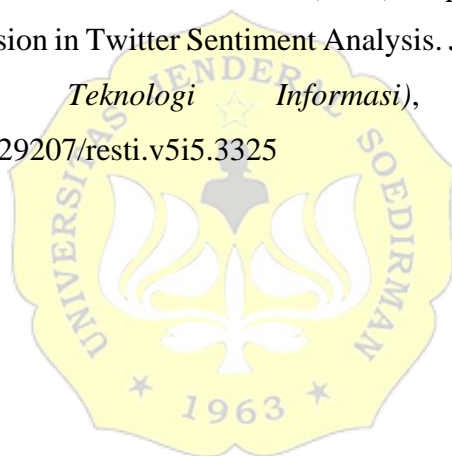 sion in Twitter Sentiment Analysis.
Teknologi Informasi),
29207/resti.v5i5.3325
UNIVERSITAS JENDERAL SOEDIRMAN
★ 1963 ★